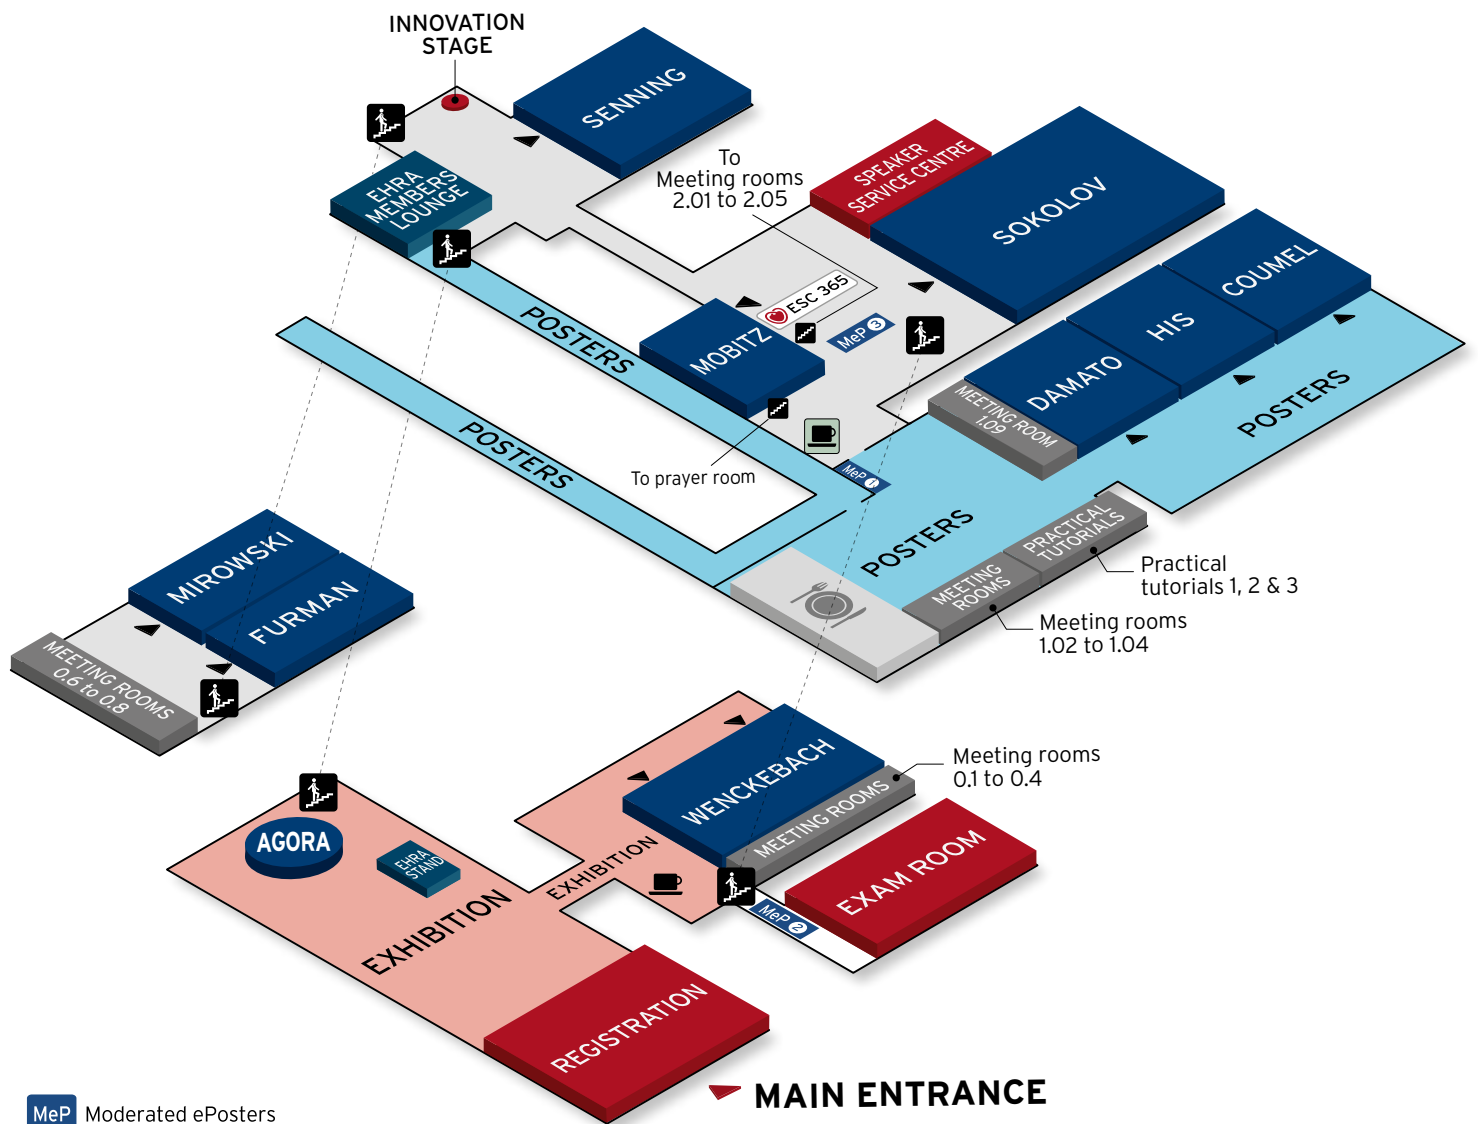 INNOVATION
STAGE
SENNING
EHRA
MEMBERS
LOUNGE
To
Meeting rooms
2.01 to 2.05
SPEAKER
SERVICE CENTRE
SOKOLOV
COUMEL
HIS
DAMATO
MEETING ROOM
1.09
ESC 365
MeP 3
MOBITZ
POSTERS
POSTERS
POSTERS
POSTERS
To prayer room
MeP 1
PRACTICAL
TUTORIALS
MEETING
ROOMS
Practical
tutorials 1, 2 & 3
Meeting rooms
1.02 to 1.04
MIROWSKI
FURMAN
MEETING ROOMS
0.6 to 0.8
WENCKEBACH
MEETING ROOMS
Meeting rooms
0.1 to 0.4
EXAM ROOM
MeP 2
AGORA
EHRA
STAND
EXHIBITION
EXHIBITION
REGISTRATION
MAIN ENTRANCE
MeP Moderated ePosters